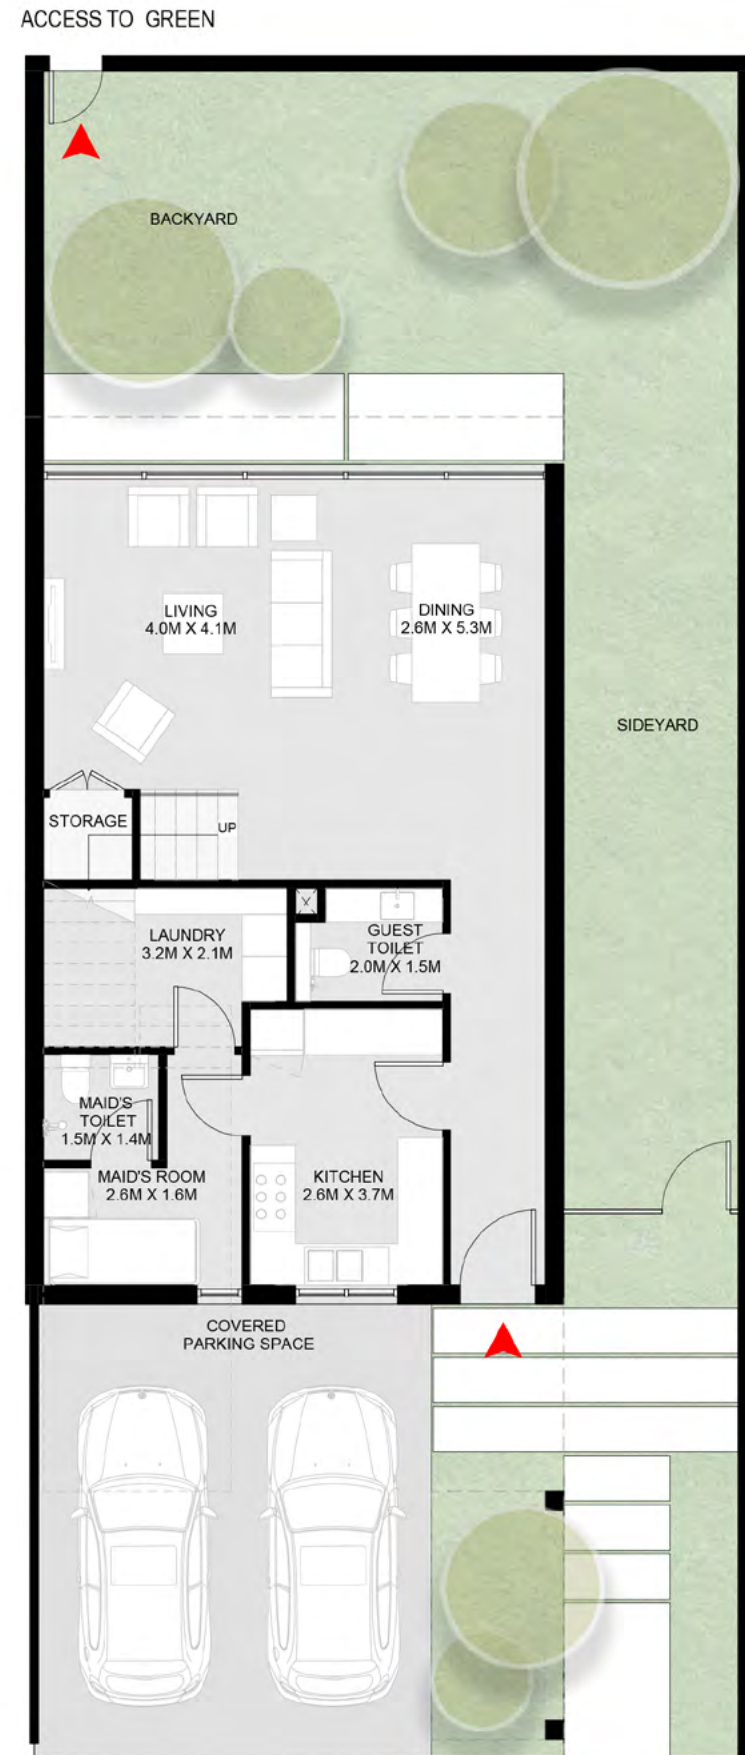 ACCESS TO GREEN
BACKYARD
LIVING
4.0M X 4.1M
DINING
2.6M X 5.3M
SIDEYARD
STORAGE
UP
LAUNDRY
3.2M X 2.1M
X
GUEST
TOILET
2.0M X 1.5M
MAID'S
TOILET
1.5M X 1.4M
MAID'S ROOM
2.6M X 1.6M
KITCHEN
2.6M X 3.7M
COVERED
PARKING SPACE